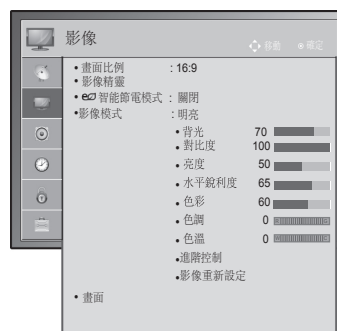 影像
移動 ⊙ 確定
• 畫面比例 : 16:9
• 影像精靈
• eco 智能節電模式 : 關閉
•影像模式 : 明亮
• 背光 70
• 對比度 100
• 亮度 50
• 水平銳利度 65
• 色彩 60
• 色調 0
• 色溫 0
•進階控制
•影像重新設定
• 畫面